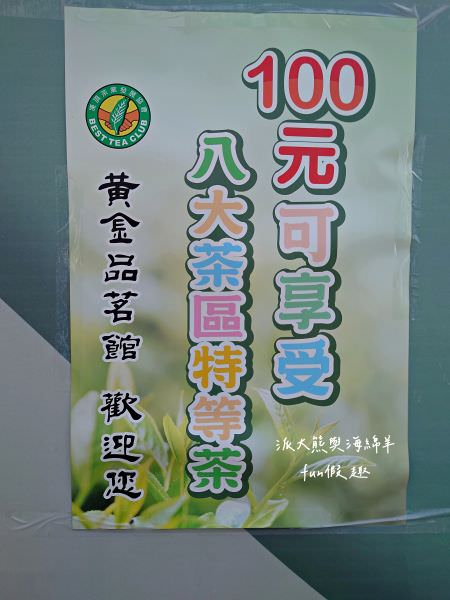 100元可享受
八大茶區特等茶
黃金品茗館 歡迎您
BEST TEA CLUB
派大熊與海綿羊
fun假趣